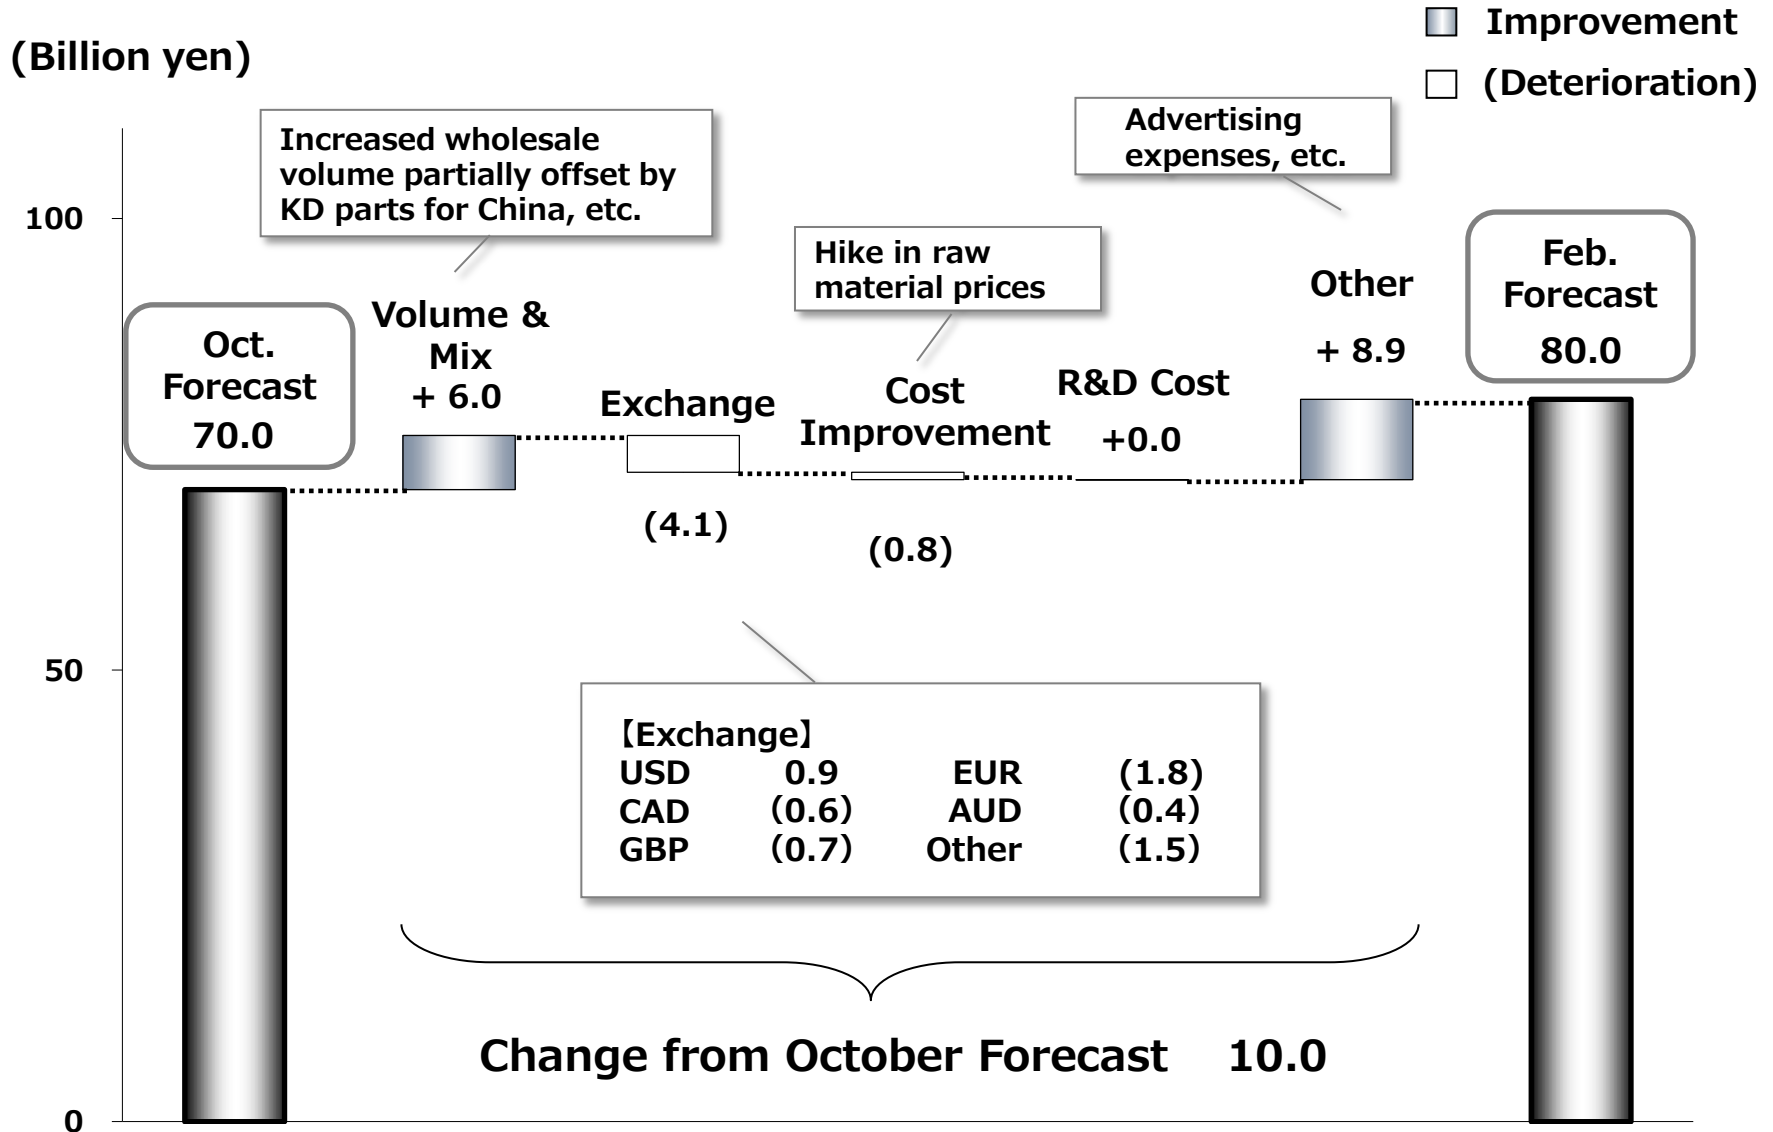 (Billion yen)
Improvement
(Deterioration)
100
50
0
Increased wholesale
volume partially offset by
KD parts for China, etc.
Advertising
expenses, etc.
Hike in raw
material prices
Oct.
Forecast
70.0
Volume &
Mix
+ 6.0
Exchange
(4.1)
Cost
Improvement
(0.8)
R&D Cost
+0.0
Other
+ 8.9
Feb.
Forecast
80.0
【Exchange】
USD 0.9 EUR (1.8)
CAD (0.6) AUD (0.4)
GBP (0.7) Other (1.5)
Change from October Forecast 10.0